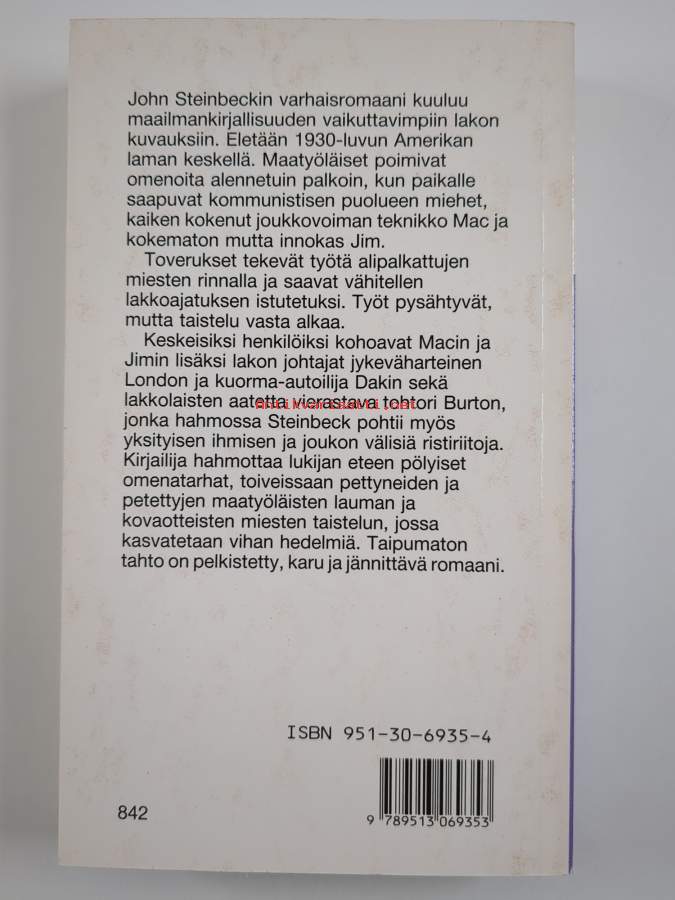 John Steinbeckin varhaisromaani kuuluu
maailmankirjallisuuden vaikuttavimpiin lakon
kuvauksiin. Eletään 1930-luvun Amerikan
laman keskellä. Maatyöläiset poimivat
omenoita alennetuin palkoin, kun paikalle
saapuvat kommunistisen puolueen miehet,
kaiken kokenut joukkovoiman teknikko Mac ja
kokematon mutta innokas Jim.
Toverukset tekevät työtä alipalkattujen
miesten rinnalla ja saavat vähitellen
lakkoajatuksen istutetuksi. Työt pysähtyvät,
mutta taistelu vasta alkaa.
Keskeisiksi henkilöiksi kohoavat Macin ja
Jimin lisäksi lakon johtajat jykeväharteinen
London ja kuorma-autoilija Dakin sekä
lakkolaisten aatetta vierastava tohtori Burton,
antikvariaatti.net
jonka hahmossa Steinbeck pohtii myös
yksityisen ihmisen ja joukon välisiä ristiriitoja.
Kirjailija hahmottaa lukijan eteen pölyiset
omenatarhat, toiveissaan pettyneiden ja
petettyjen maatyöläisten lauman ja
kovaotteisten miesten taistelun, jossa
kasvatetaan vihan hedelmiä. Taipumaton
tahto on pelkistetty, karu ja jännittävä romaani.
ISBN 951-30-6935-4
842
9 789513 069353